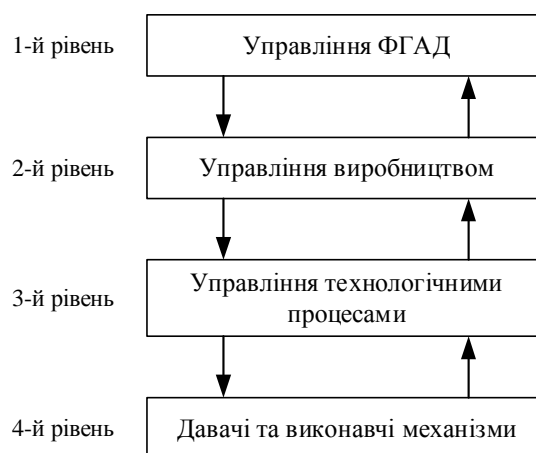 1-й рівень
Управління ФГАД
2-й рівень
Управління виробництвом
3-й рівень
Управління технологічними
процесами
4-й рівень
Давачі та виконавчі механізми